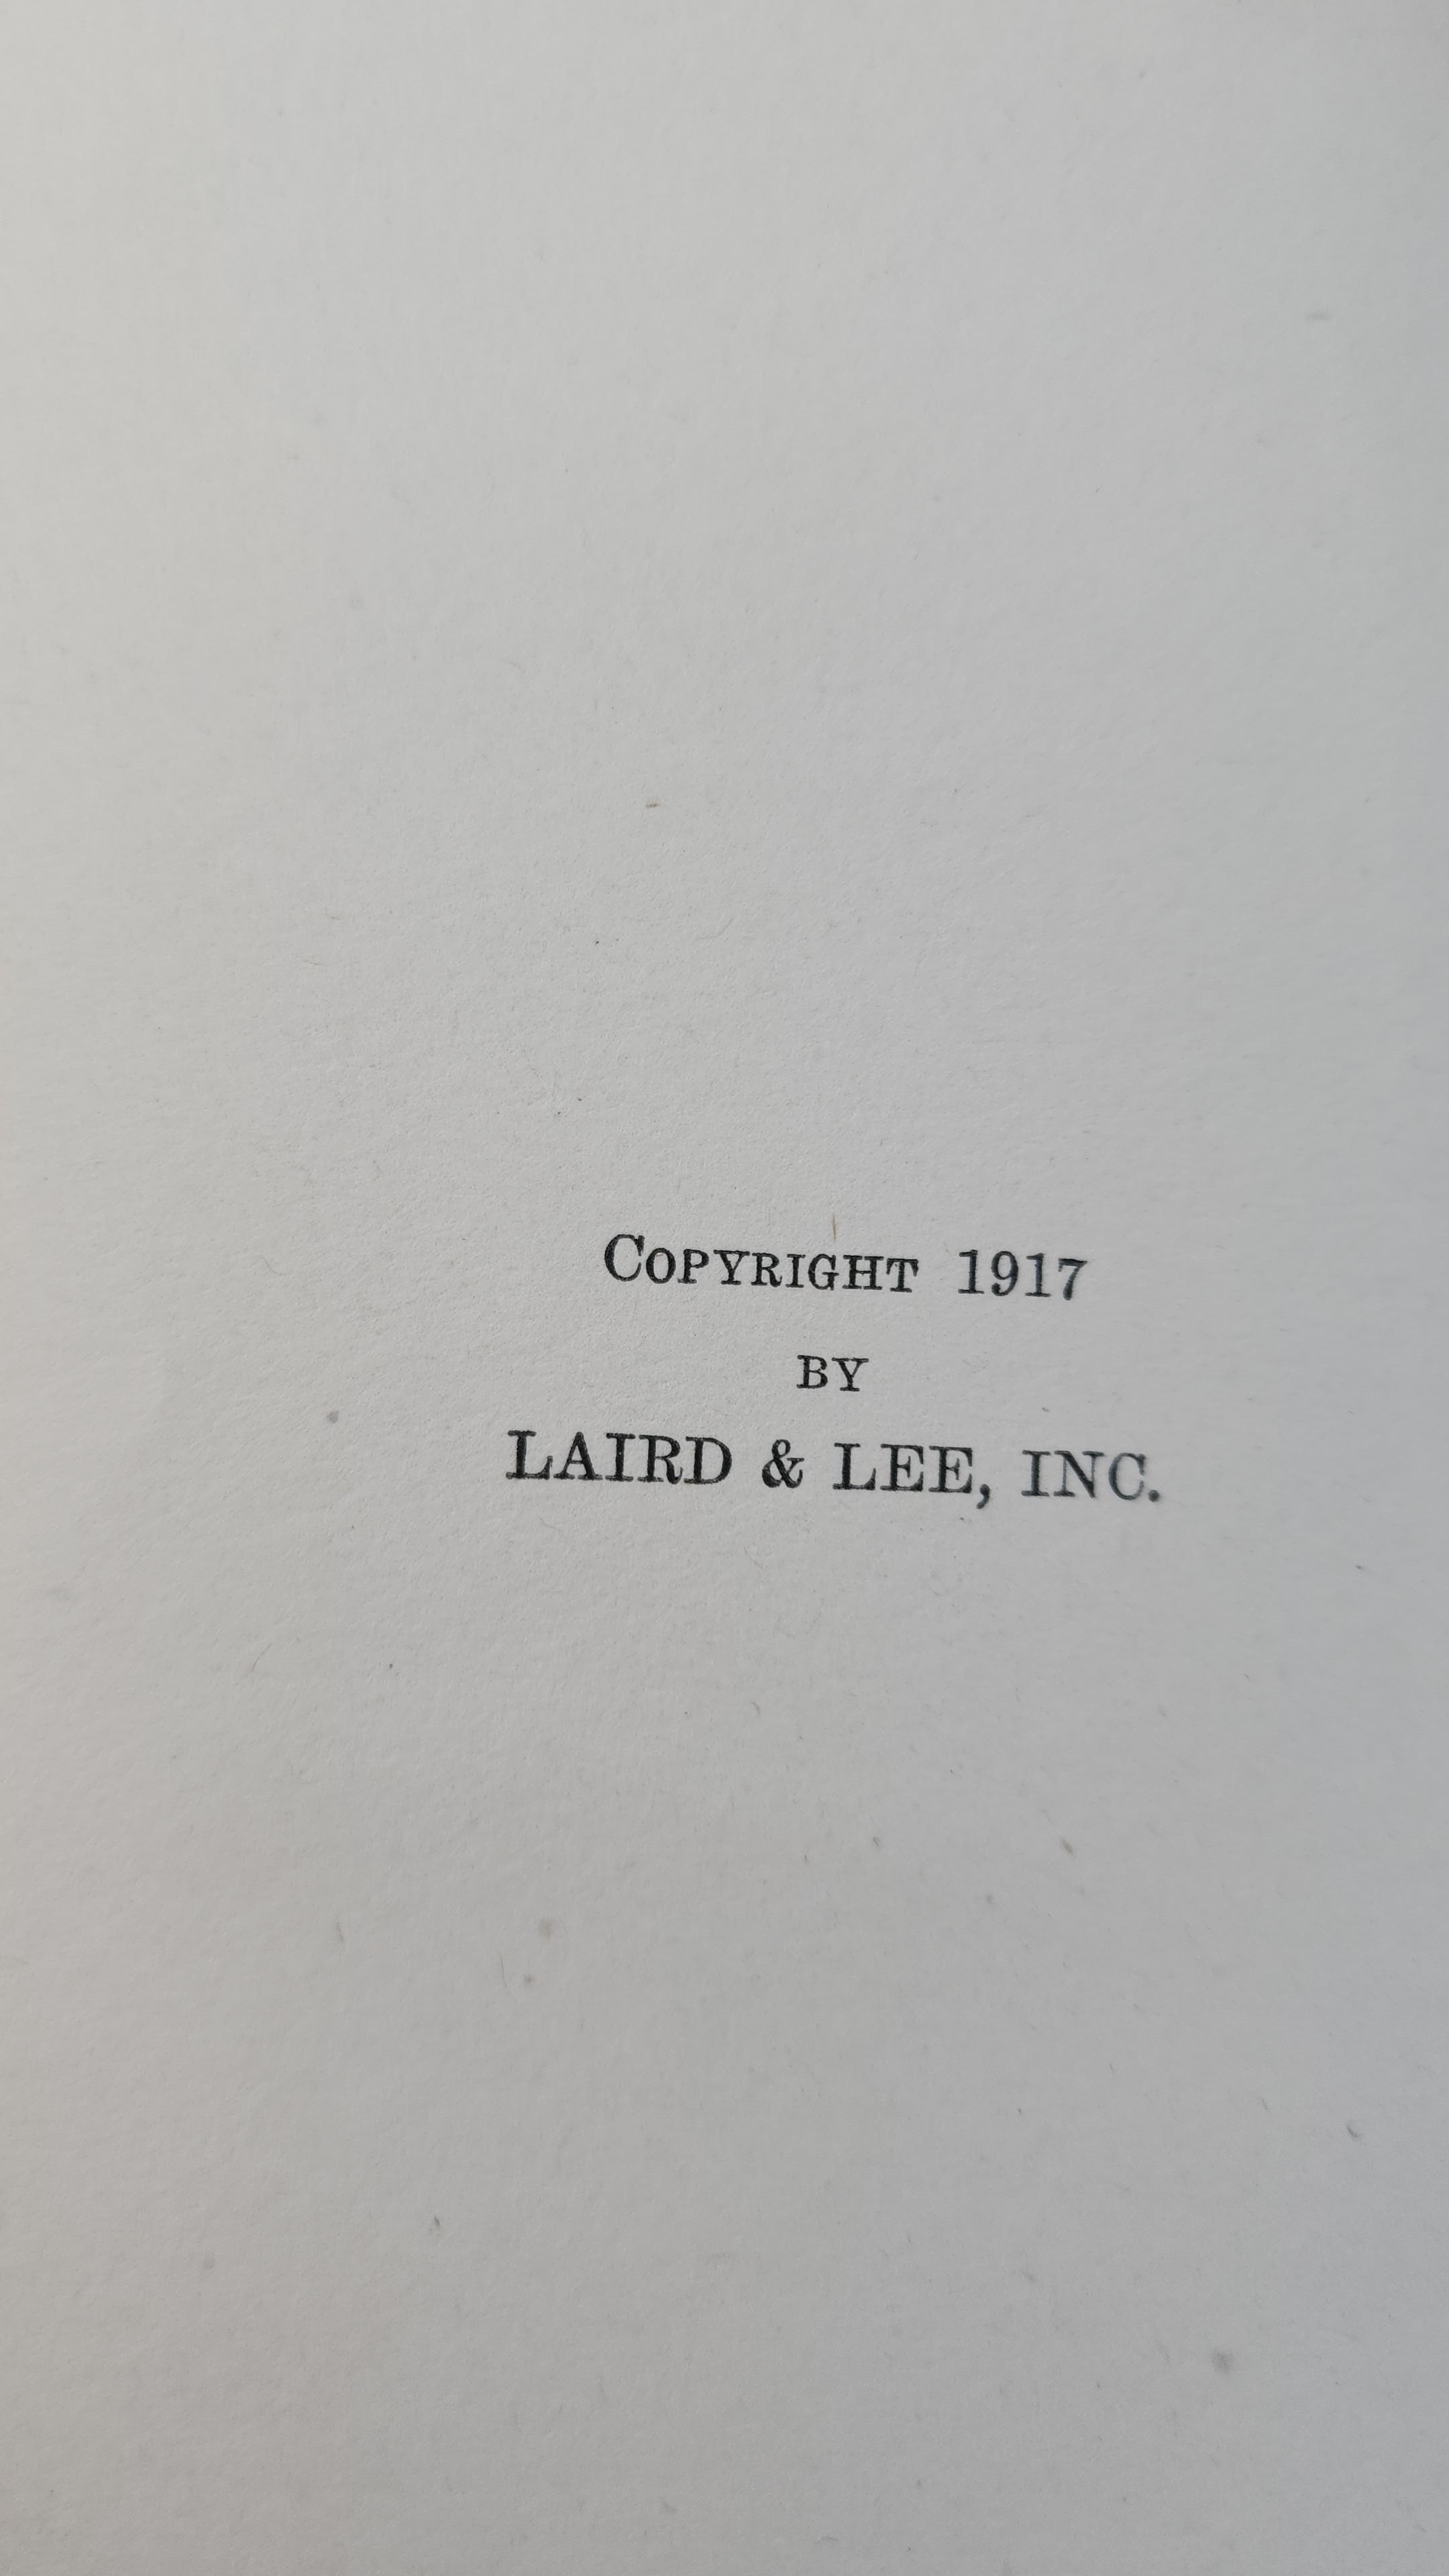 Copyright 1917
BY
LAIRD & LEE, INC.